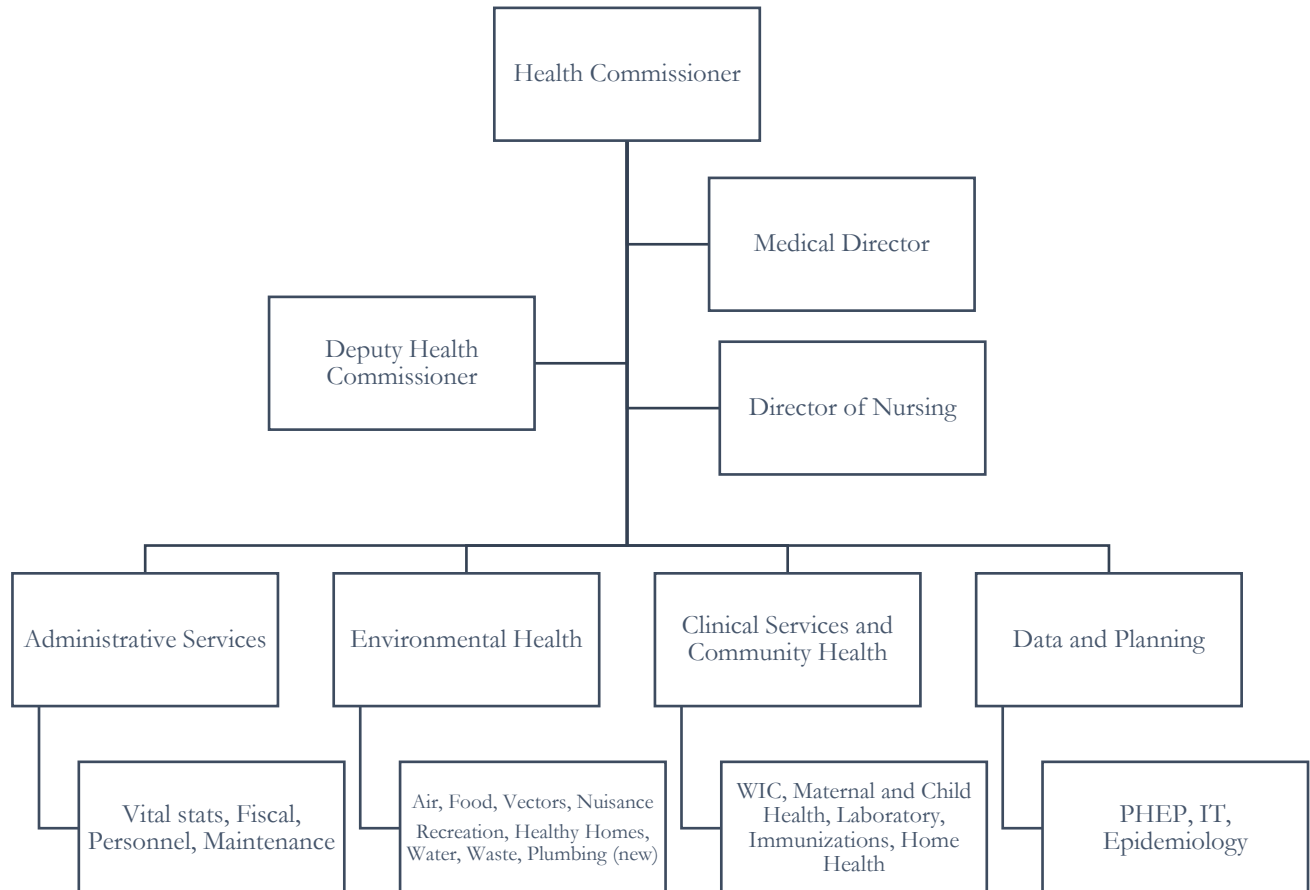 Health Commissioner
Medical Director
Deputy Health
Commissioner
Director of Nursing
Administrative Services
Environmental Health
Clinical Services and
Community Health
Data and Planning
Vital stats, Fiscal,
Personnel, Maintenance
Air, Food, Vectors, Nuisance
Recreation, Healthy Homes,
Water, Waste, Plumbing (new)
WIC, Maternal and Child
Health, Laboratory,
Immunizations, Home
Health
PHEP, IT,
Epidemiology